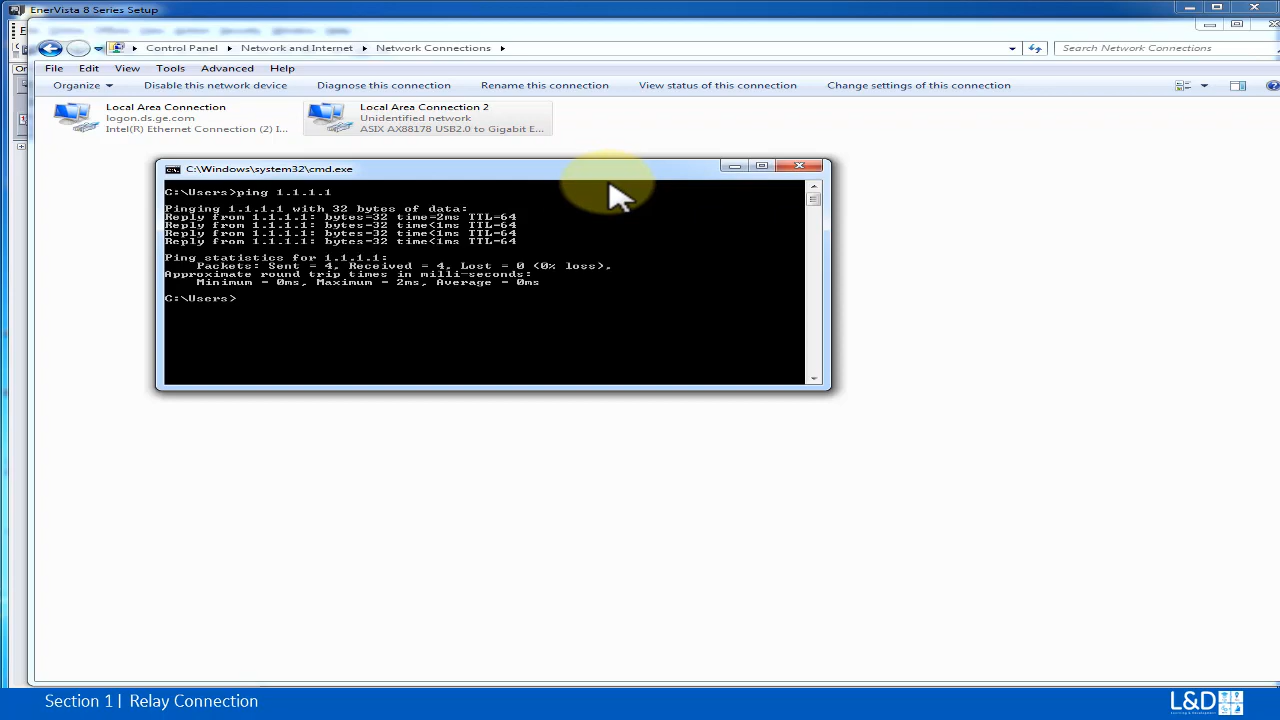 EnerVista 8 Series Setup
Control Panel Network and Internet Network Connections
Search Network Connections
File Edit View Tools Advanced Help
Organize Disable this network device Diagnose this connection Rename this connection View status of this connection Change settings of this connection
Local Area Connection
logon.ds.ge.com
Intel(R) Ethernet Connection (2) I...
Local Area Connection 2
Unidentified network
ASIX AX88178 USB2.0 to Gigabit E...
C:\Windows\system32\cmd.exe
C:\Users>ping 1.1.1.1
Pinging 1.1.1.1 with 32 bytes of data:
Reply from 1.1.1.1: bytes=32 time=2ms TTL=64
Reply from 1.1.1.1: bytes=32 time<1ms TTL=64
Reply from 1.1.1.1: bytes=32 time<1ms TTL=64
Reply from 1.1.1.1: bytes=32 time<1ms TTL=64
Ping statistics for 1.1.1.1:
Packets: Sent = 4, Received = 4, Lost = 0 (0% loss),
Approximate round trip times in milli-seconds:
Minimum = 0ms, Maximum = 2ms, Average = 0ms
C:\Users>
Section 1 | Relay Connection
L&D